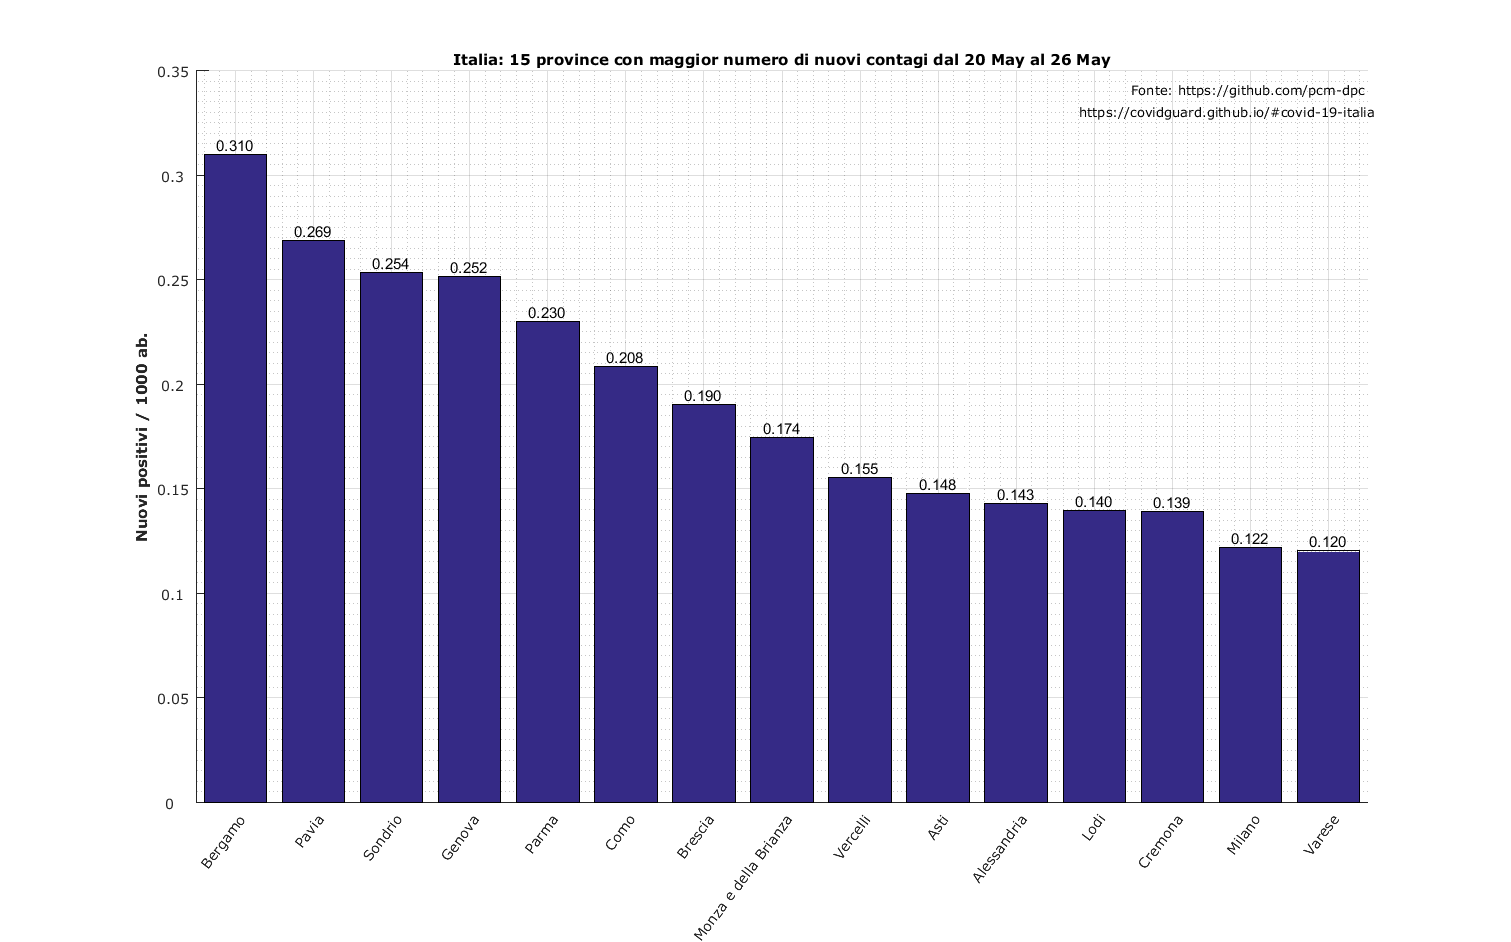 Italia: 15 province con maggior numero di nuovi contagi dal 20 May al 26 May
Fonte: https://github.com/pcm-dpc
https://covidguard.github.io/#covid-19-italia
Nuovi positivi / 1000 ab.
0.35
0.3
0.25
0.2
0.15
0.1
0.05
0
0.310
0.269
0.254
0.252
0.230
0.208
0.190
0.174
0.155
0.148
0.143
0.140
0.139
0.122
0.120
Bergamo
Pavia
Sondrio
Genova
Parma
Como
Brescia
Monza e della Brianza
Vercelli
Asti
Alessandria
Lodi
Cremona
Milano
Varese